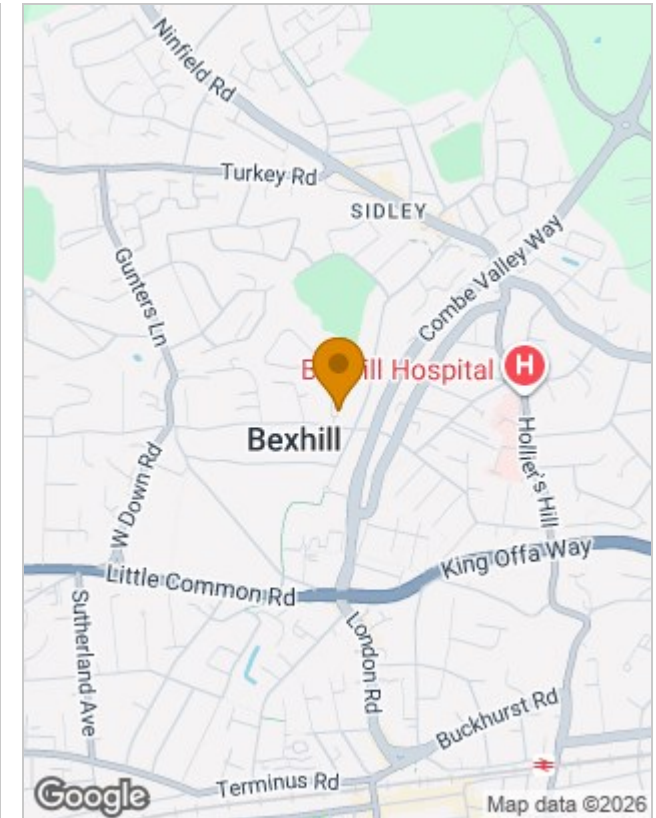 Ninfield Rd
Turkey Rd
SIDLEY
Combe Valley Way
Gunters Ln
Hospital
H
Bexhill
Hollier's Hill
W Down Rd
King Offa Way
Little Common Rd
Sutherland Ave
London Rd
Buckhurst Rd
Terminus Rd
Google
Map data ©2026